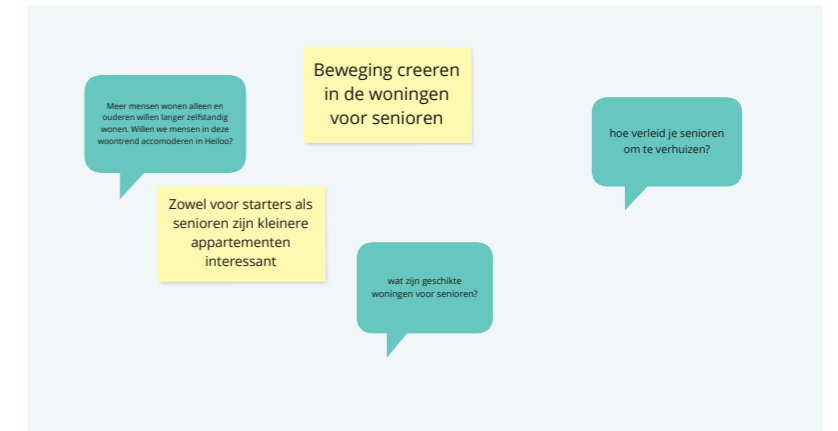 Beweging creeren
in de woningen
voor senioren
Meer mensen wonen alleen en
ouderen willen langer zelfstandig
wonen. Willen we mensen in deze
woontrend accomoderen in Heiloo?
hoe verleid je senioren
om te verhuizen?
Zowel voor starters als
senioren zijn kleinere
appartementen
interessant
wat zijn geschikte
woningen voor senioren?